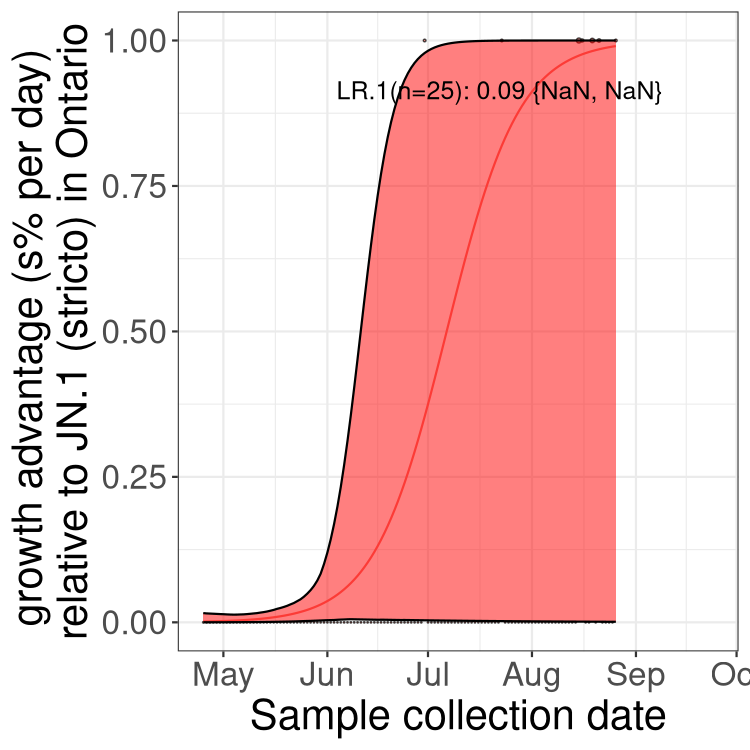 growth advantage (s% per day)
relative to JN.1 (stricto) in Ontario
1.00
0.75
0.50
0.25
0.00
LR.1(n=25): 0.09 {NaN, NaN}
May Jun Jul Aug Sep Oc
Sample collection date